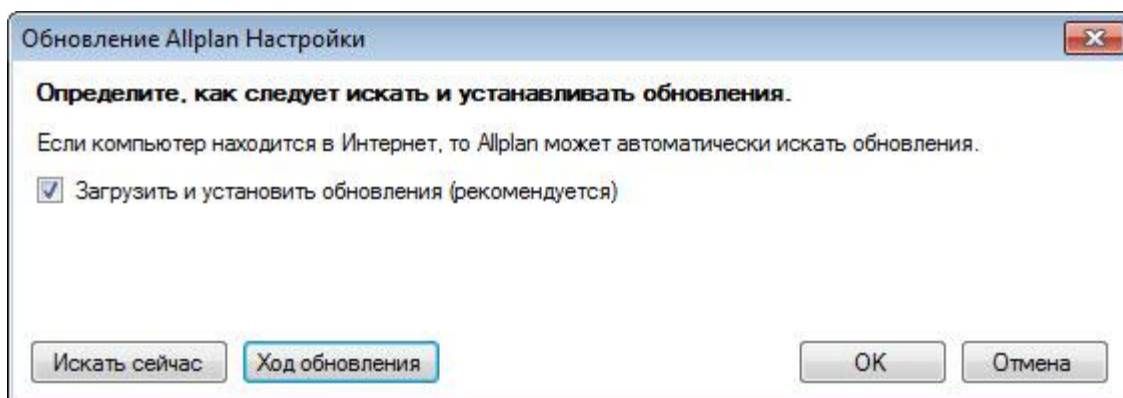 Обновление Allplan Настройки
Определите, как следует искать и устанавливать обновления.
Если компьютер находится в Интернет, то Allplan может автоматически искать обновления.
Загрузить и установить обновления (рекомендуется)
Искать сейчас Ход обновления OK Отмена